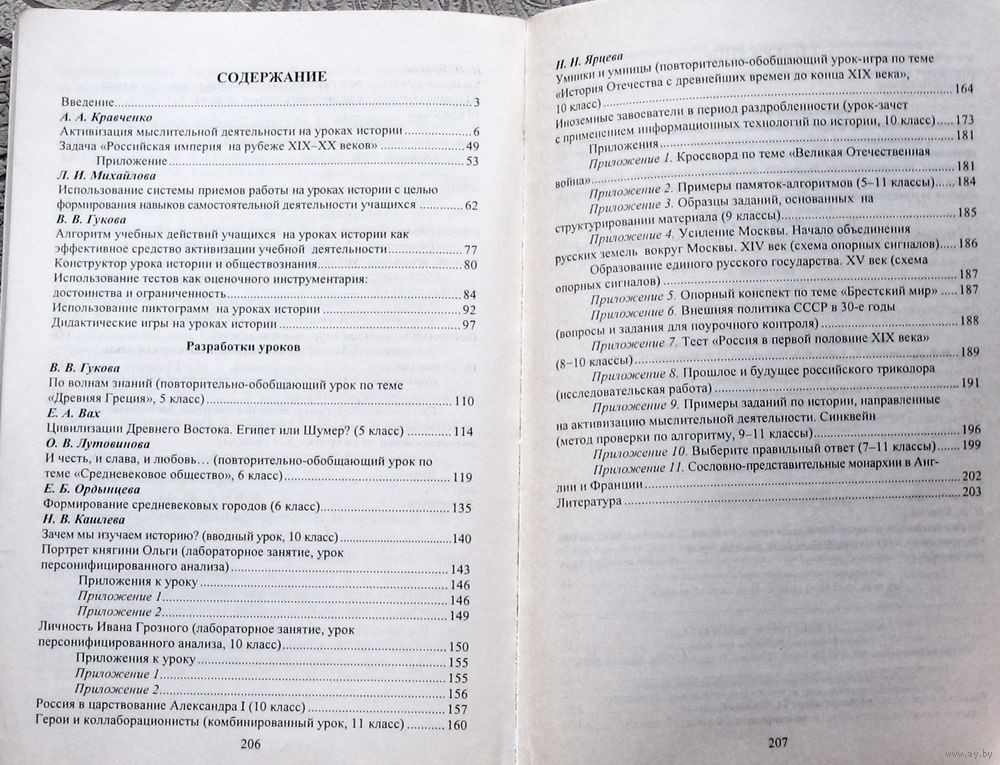 СОДЕРЖАНИЕ
Введение....3
А. А. Кравченко
Активизация мыслительной деятельности на уроках истории....6
Задача «Российская империя на рубеже XIX–XX веков»....49
Приложение....53
Л. И. Михайлова
Использование системы приемов работы на уроках истории с целью
формирования навыков самостоятельной деятельности учащихся....62
В. В. Гукова
Алгоритм учебных действий учащихся на уроках истории как
эффективное средство активизации учебной деятельности....77
Конструктор урока истории и обществознания....80
Использование тестов как оценочного инструментария:
достоинства и ограниченность....84
Использование пиктограмм на уроках истории....92
Дидактические игры на уроках истории....97
Разработки уроков
В. В. Гукова
По волнам знаний (повторительно-обобщающий урок по теме
«Древняя Греция», 5 класс)....110
Е. А. Вах
Цивилизации Древнего Востока. Египет или Шумер? (5 класс)....114
О. В. Лутовинова
И честь, и слава, и любовь… (повторительно-обобщающий урок по
теме «Средневековое общество», 6 класс)....119
Е. Б. Ордынцева
Формирование средневековых городов (6 класс)....135
Н. В. Кашлева
Зачем мы изучаем историю? (вводный урок, 10 класс)....140
Портрет княгини Ольги (лабораторное занятие, урок
персонифицированного анализа)....143
Приложения к уроку....146
Приложение 1....146
Приложение 2....149
Личность Ивана Грозного (лабораторное занятие, урок
персонифицированного анализа, 10 класс)....150
Приложения к уроку....155
Приложение 1....155
Приложение 2....156
Россия в царствование Александра I (10 класс)....157
Герои и коллаборационисты (комбинированный урок, 11 класс)....160
206
Н. Н. Ярцева
Умники и умницы (повторительно-обобщающий урок-игра по теме
«История Отечества с древнейших времен до конца XIX века»,
10 класс)....164
Иноземные завоеватели в период раздробленности (урок-зачет
с применением информационных технологий по истории, 10 класс)....173
Приложения....181
Приложение 1. Кроссворд по теме «Великая Отечественная
война»....181
Приложение 2. Примеры памяток-алгоритмов (5–11 классы)....184
Приложение 3. Образцы заданий, основанных на
структурировании материала (9 классы)....185
Приложение 4. Усиление Москвы. Начало объединения
русских земель вокруг Москвы. XIV век (схема опорных сигналов)....186
Образование единого русского государства. XV век (схема
опорных сигналов)....187
Приложение 5. Опорный конспект по теме «Брестский мир»....187
Приложение 6. Внешняя политика СССР в 30-е годы
(вопросы и задания для поурочного контроля)....188
Приложение 7. Тест «Россия в первой половине XIX века»
(8–10 классы)....189
Приложение 8. Прошлое и будущее российского триколора
(исследовательская работа)....191
Приложение 9. Примеры заданий по истории, направленные
на активизацию мыслительной деятельности. Синквейн
(метод проверки по алгоритму, 9–11 классы)....196
Приложение 10. Выберите правильный ответ (7–11 классы)....199
Приложение 11. Сословно-представительные монархии в Анг-
лии и Франции....202
Литература....203
207
www.ay.by